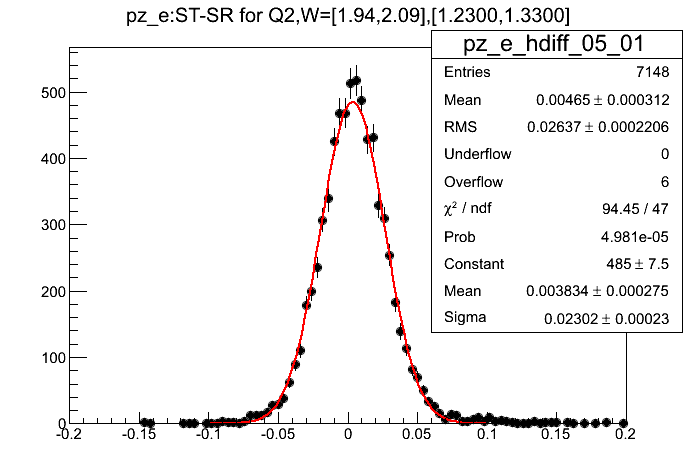 pz_e:ST-SR for Q2,W=[1.94,2.09],[1.2300,1.3300]
pz_e_hdiff_05_01
Entries 7148
Mean 0.00465 ± 0.000312
RMS 0.02637 ± 0.0002206
Underflow 0
Overflow 6
χ² / ndf 94.45 / 47
Prob 4.981e-05
Constant 485 ± 7.5
Mean 0.003834 ± 0.000275
Sigma 0.02302 ± 0.00023
500
400
300
200
100
0
-0.2 -0.15 -0.1 -0.05 0 0.05 0.1 0.15 0.2